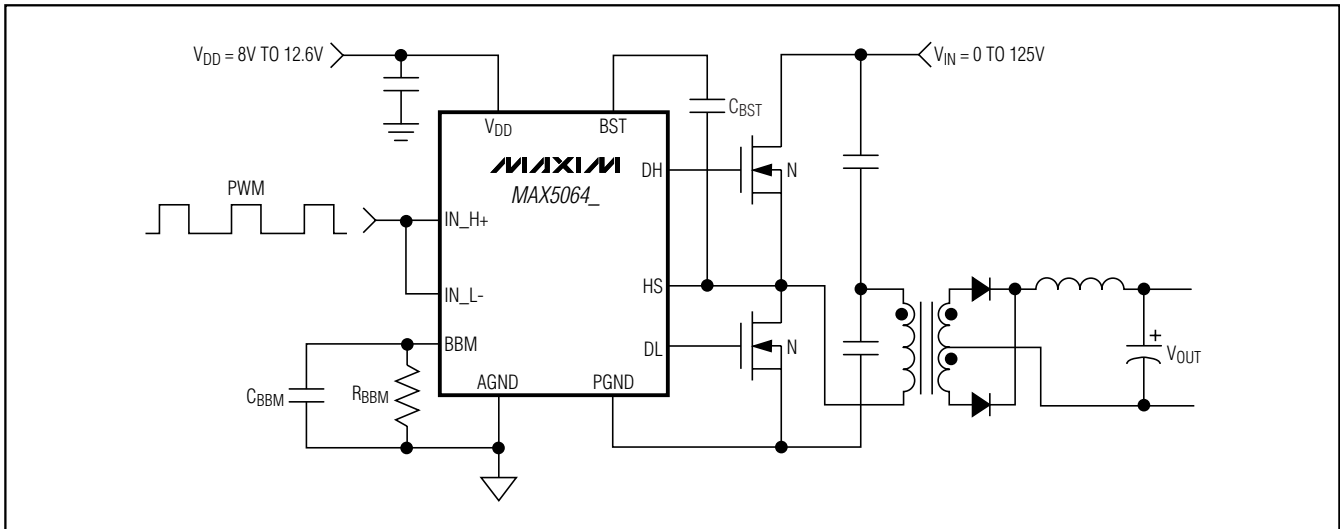 V_DD = 8V TO 12.6V
V_IN = 0 TO 125V
C_BST
V_DD
BST
MAXIM
MAX5064_
DH
N
PWM
IN_H+
IN_L-
HS
BBM
DL
N
AGND
PGND
C_BBM
R_BBM
+
V_OUT